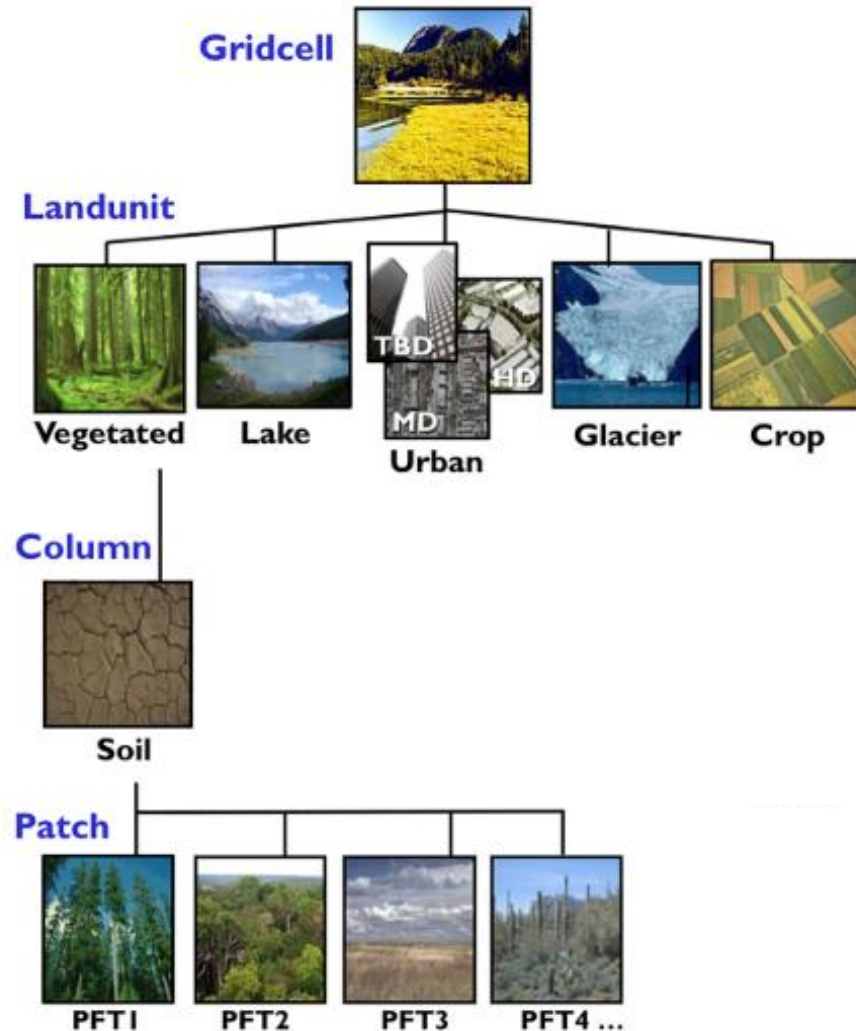 Gridcell
Landunit
TBD
HD
MD
Vegetated
Lake
Urban
Glacier
Crop
Column
Soil
Patch
PFT1
PFT2
PFT3
PFT4 ...